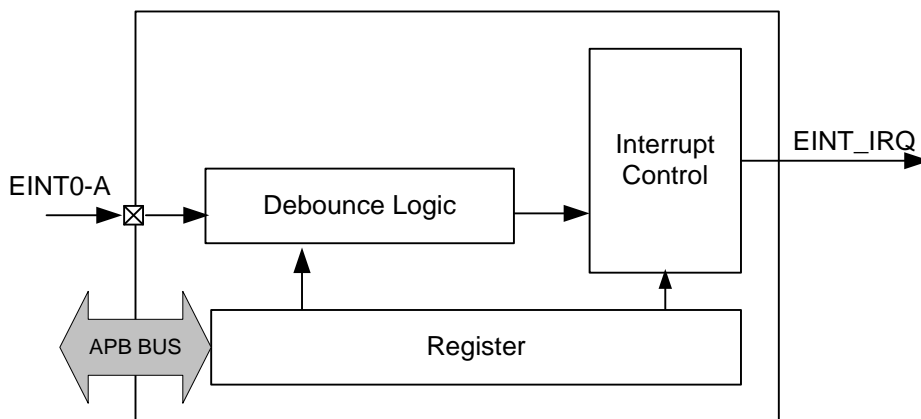 Interrupt
Control
EINT_IRQ
EINT0-A
Debounce Logic
APB BUS
Register